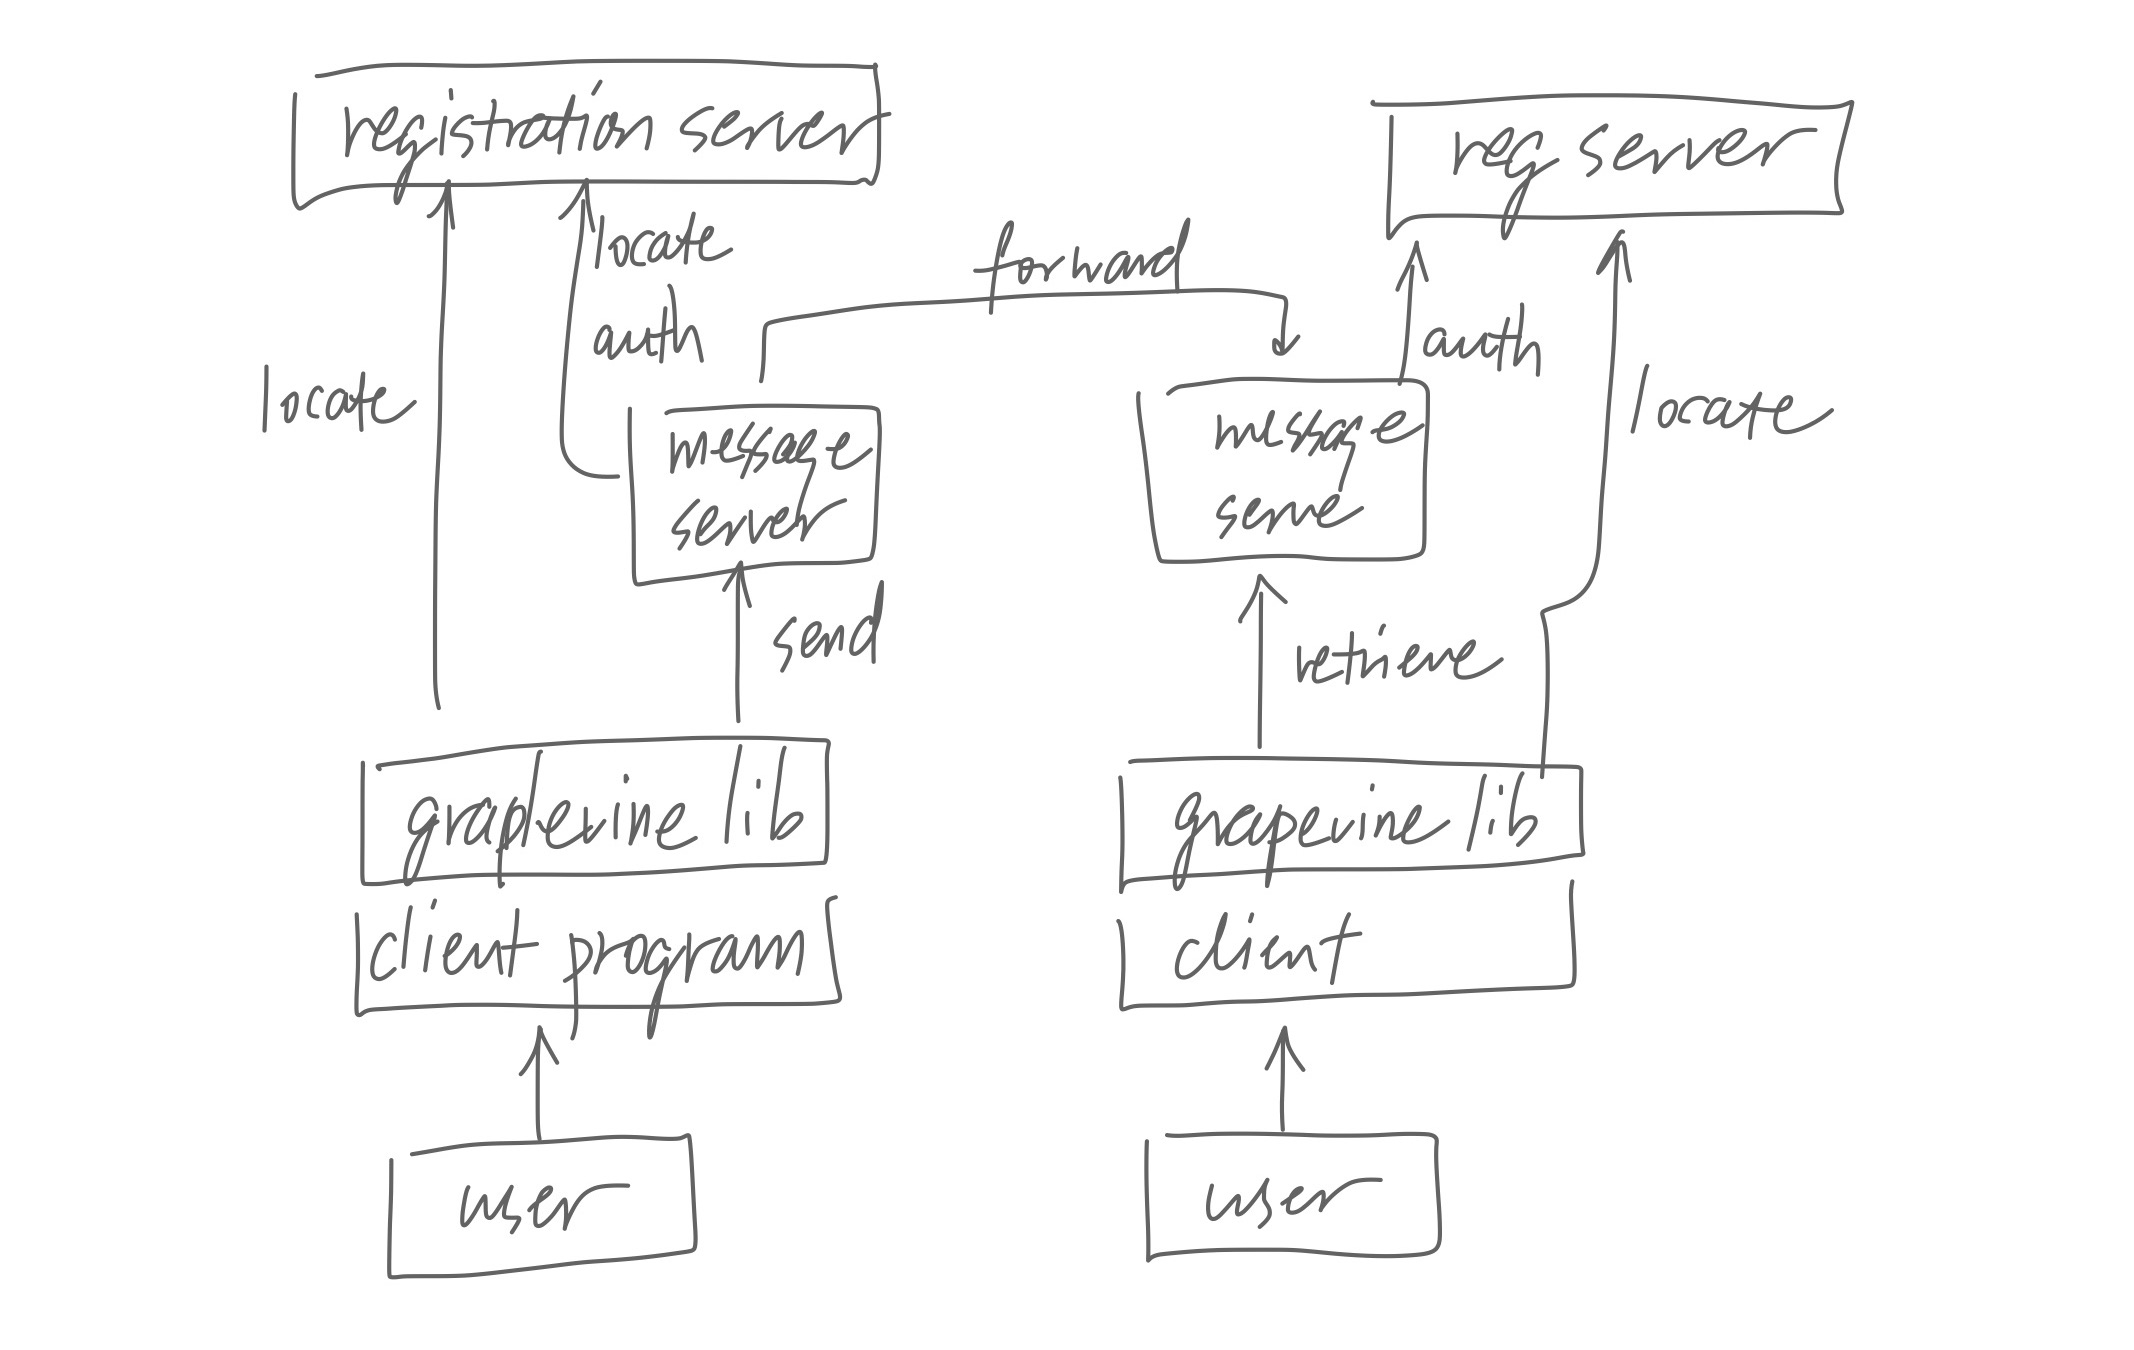 registration server
reg server
locate
forward
auth
auth
locate
locate
message
server
message
serve
send
retrieve
grapevine lib
grapevine lib
client program
client
user
user